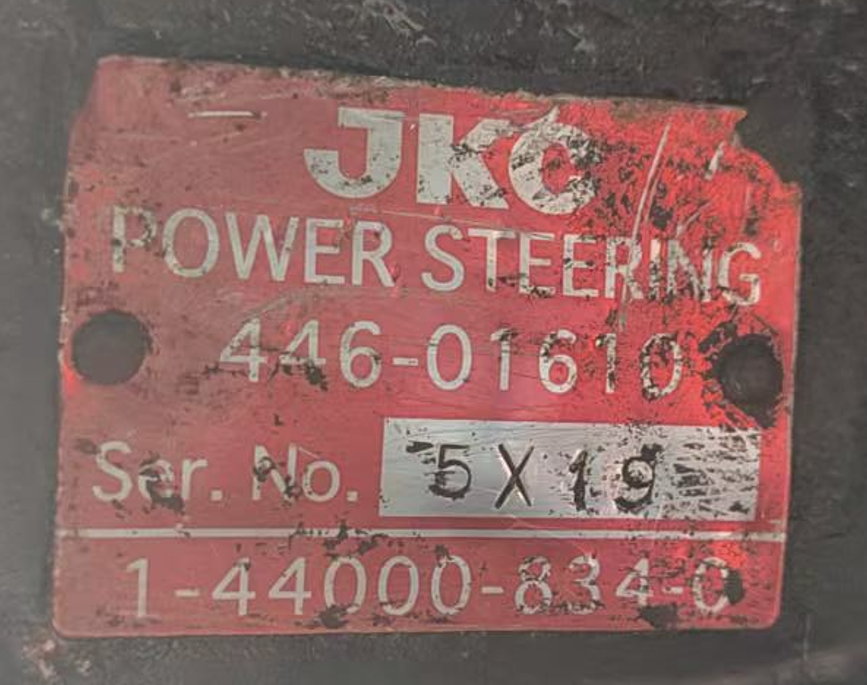 JKC
POWER STEERING
446-01610
Ser. No. 5X19
1-44000-834-0